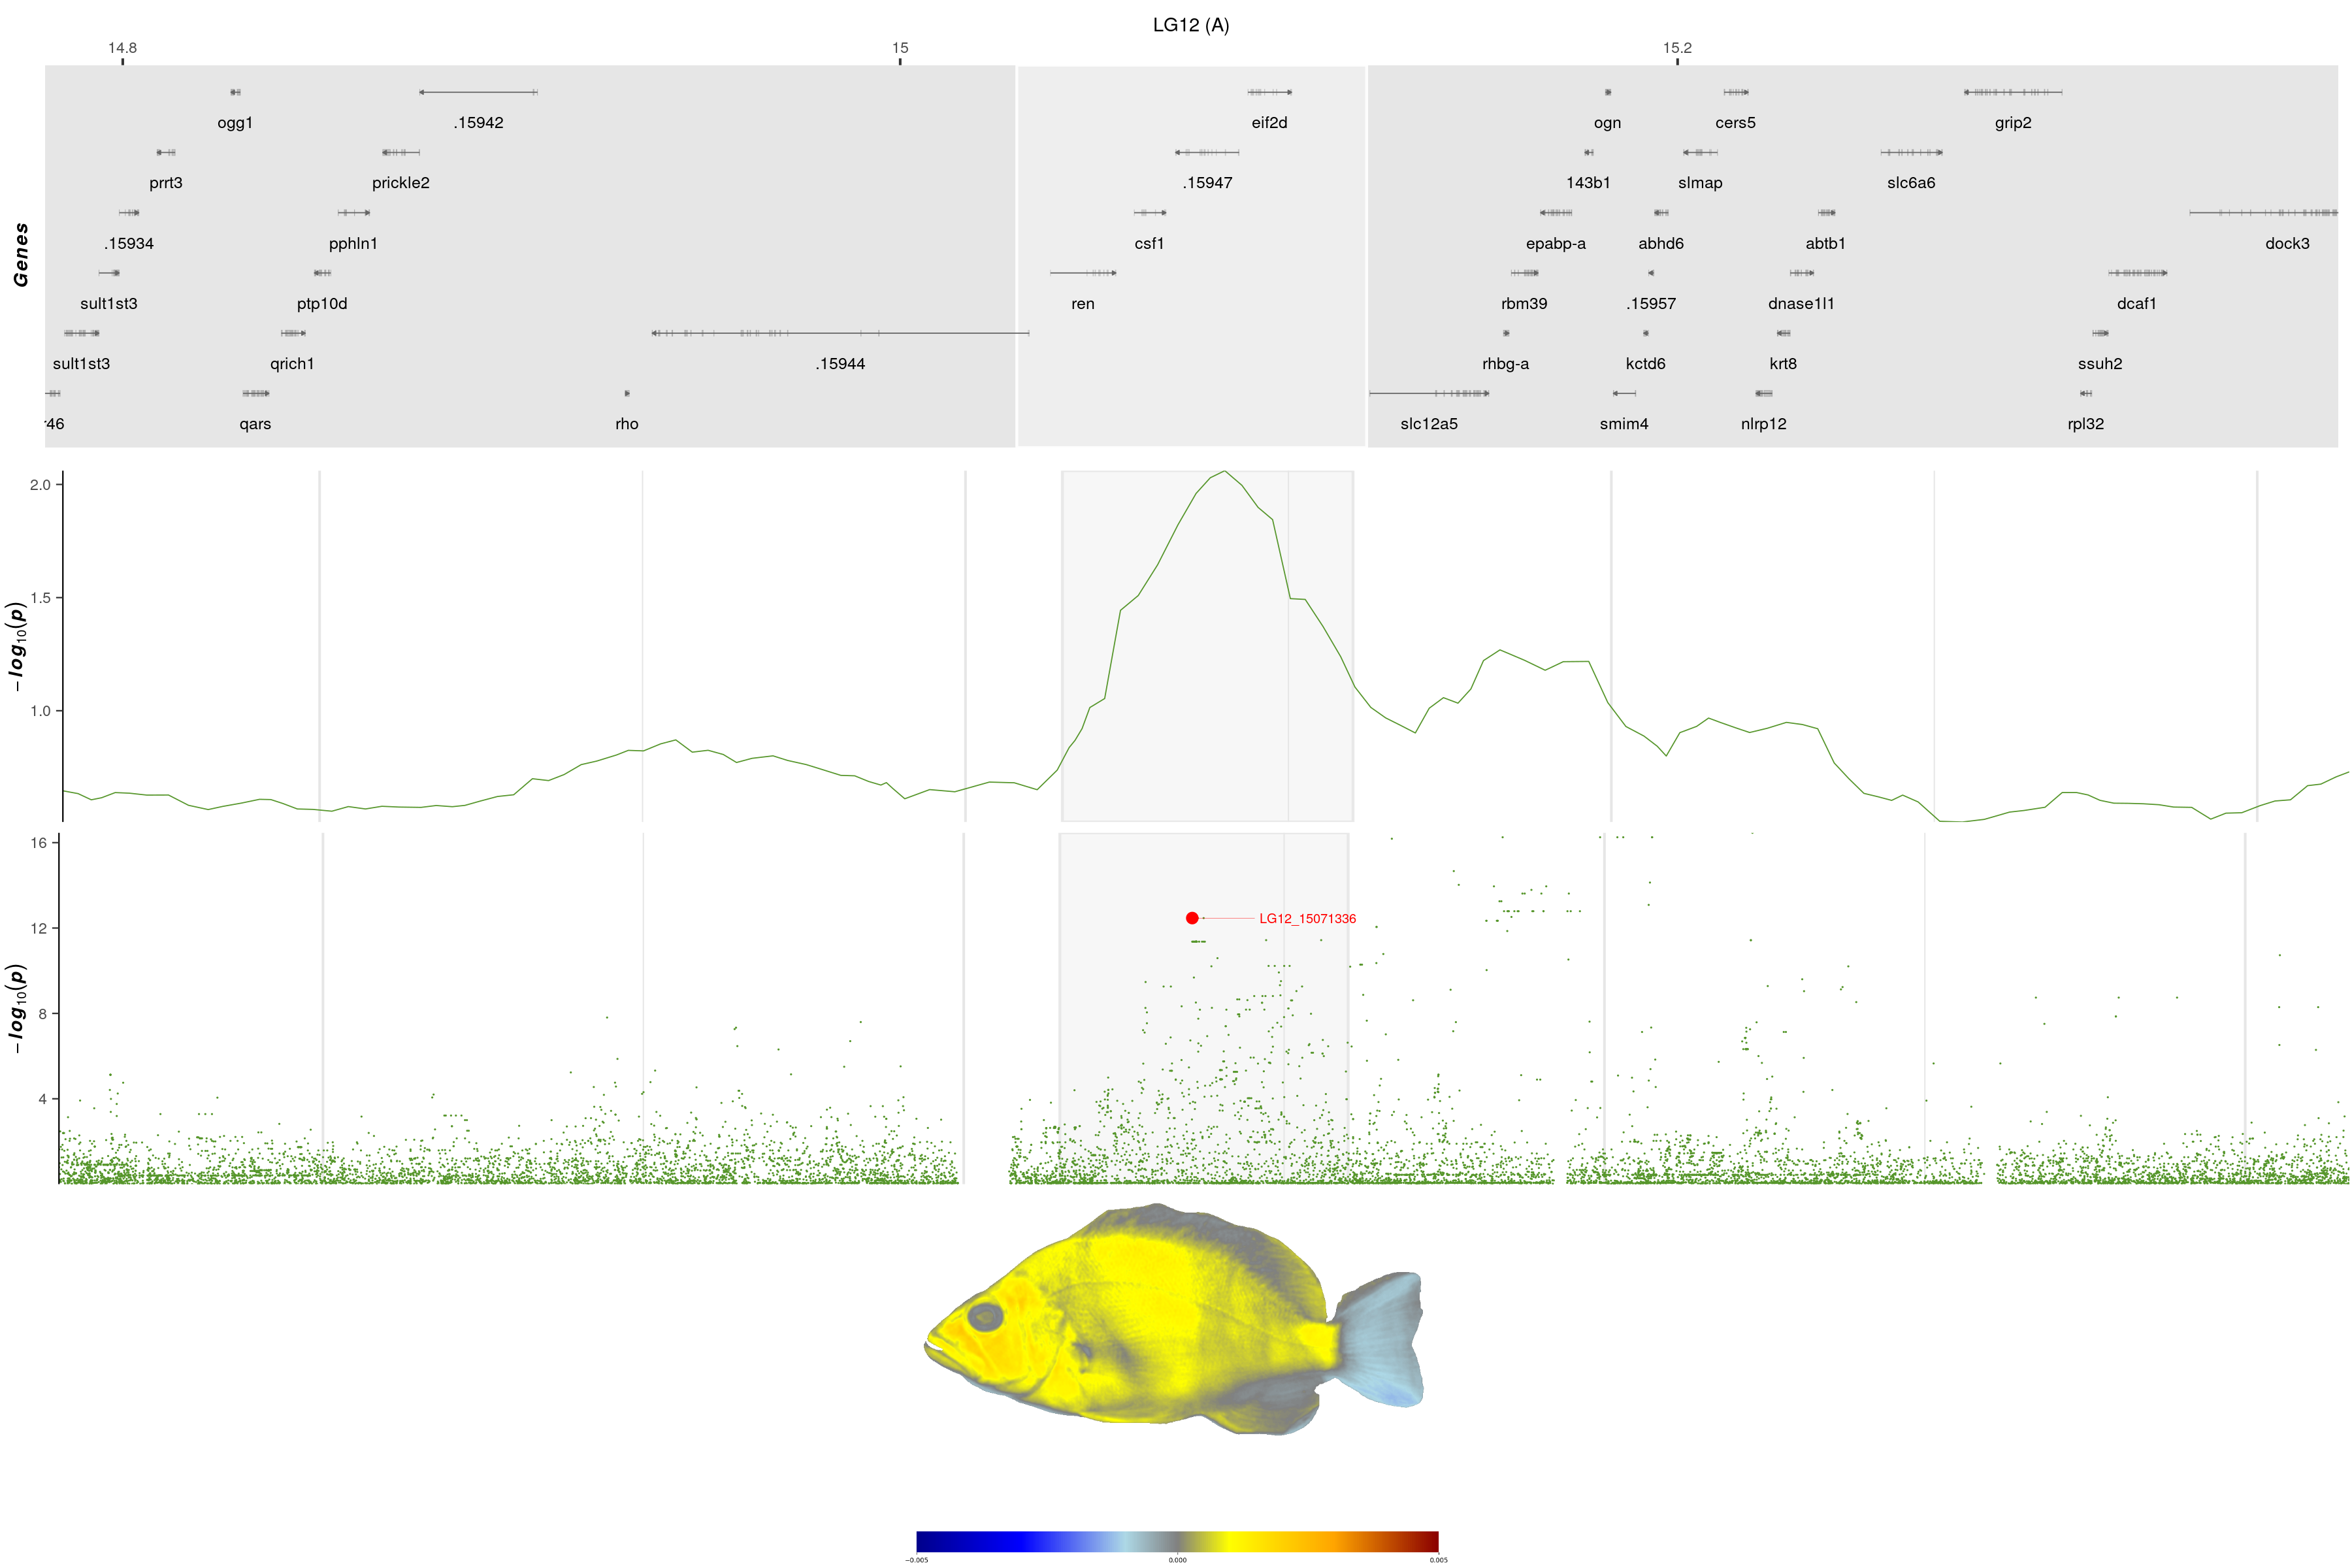 LG12 (A)
14.8 15 15.2
Genes
ogg1 .15942 eif2d ogn cers5 grip2
prrt3 prickle2 .15947 143b1 slmap slc6a6
.15934 pphln1 csf1 epabp-a abhd6 abtb1 dock3
sult1st3 ptp10d ren rbm39 .15957 dnase1l1 dcaf1
sult1st3 qrich1 .15944 rhbg-a kctd6 krt8 ssuh2
r46 qars rho slc12a5 smim4 nlrp12 rpl32
−log10(p)
2.0
1.5
1.0
−log10(p)
16
12
8
4
LG12_15071336
−0.005 0.000 0.005